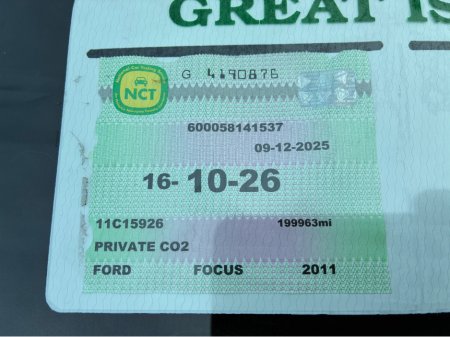 GREAT IS
NCT
G 4190876
600058141537
09-12-2025
16- 10-26
11C15926 199963mi
PRIVATE CO2
FORD FOCUS 2011